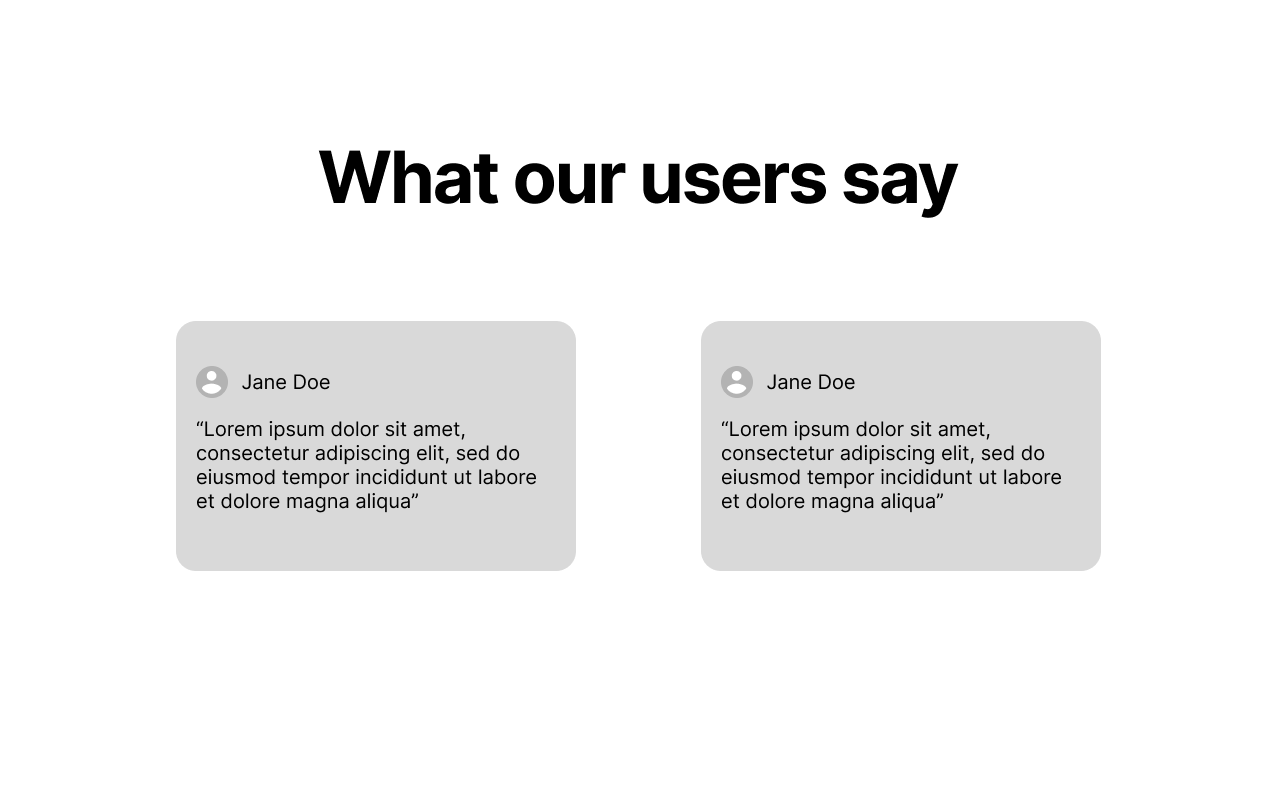 What our users say
Jane Doe
“Lorem ipsum dolor sit amet,
consectetur adipiscing elit, sed do
eiusmod tempor incididunt ut labore
et dolore magna aliqua”
Jane Doe
“Lorem ipsum dolor sit amet,
consectetur adipiscing elit, sed do
eiusmod tempor incididunt ut labore
et dolore magna aliqua”